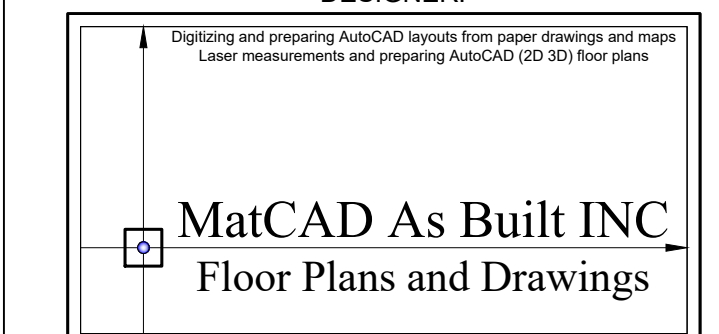 DESIGNER:
Digitizing and preparing AutoCAD layouts from paper drawings and maps
Laser measurements and preparing AutoCAD (2D 3D) floor plans
MatCAD As Built INC
Floor Plans and Drawings